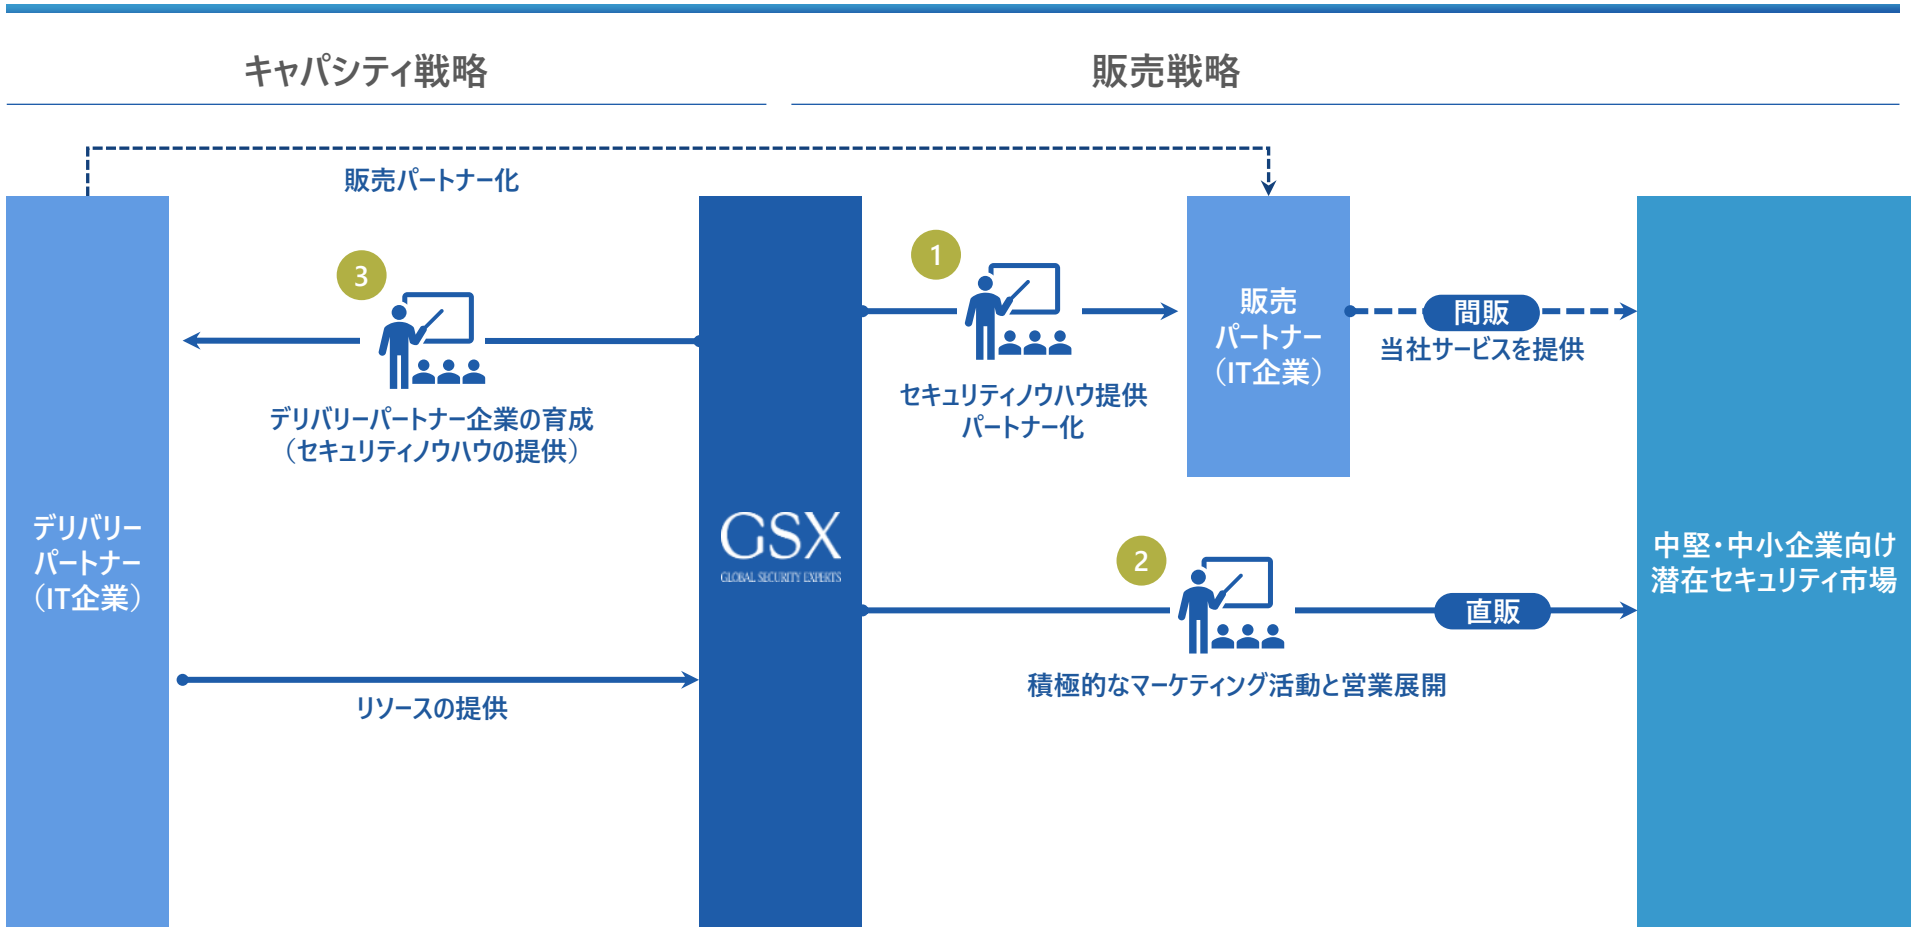 キャパシティ戦略
販売戦略
販売パートナー化
3
デリバリーパートナー企業の育成
（セキュリティノウハウの提供）
デリバリー
パートナー
（IT企業）
リソースの提供
GSX
GLOBAL SECURITY EXPERTS
1
セキュリティノウハウ提供
パートナー化
販売
パートナー
（IT企業）
間販
当社サービスを提供
2
直販
積極的なマーケティング活動と営業展開
中堅・中小企業向け
潜在セキュリティ市場